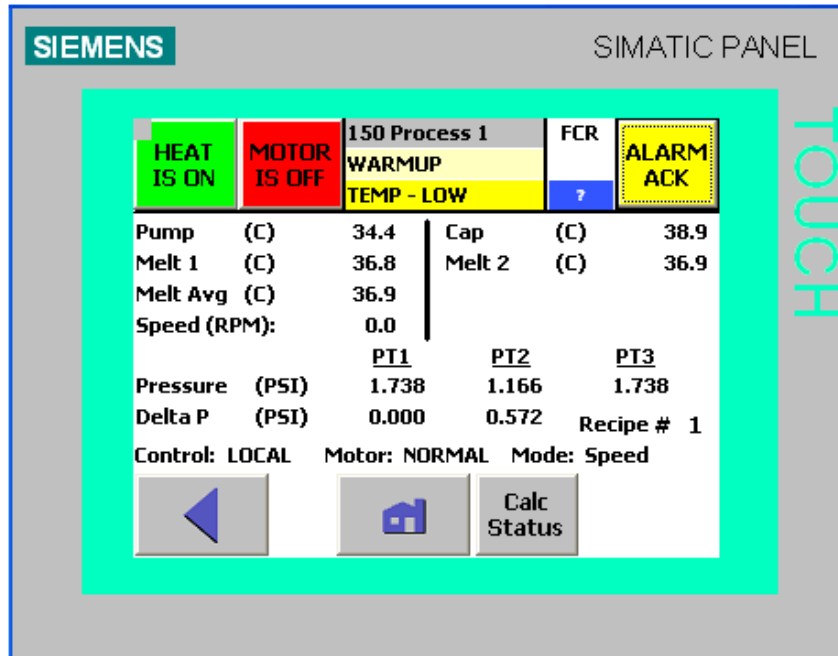 SIEMENS
SIMATIC PANEL
TOUCH
HEAT IS ON
MOTOR IS OFF
150 Process 1
WARMUP
TEMP - LOW
FCR
?
ALARM ACK
Pump (C) 34.4 Cap (C) 38.9
Melt 1 (C) 36.8 Melt 2 (C) 36.9
Melt Avg (C) 36.9
Speed (RPM): 0.0
PT1 PT2 PT3
Pressure (PSI) 1.738 1.166 1.738
Delta P (PSI) 0.000 0.572 Recipe # 1
Control: LOCAL Motor: NORMAL Mode: Speed
Calc
Status